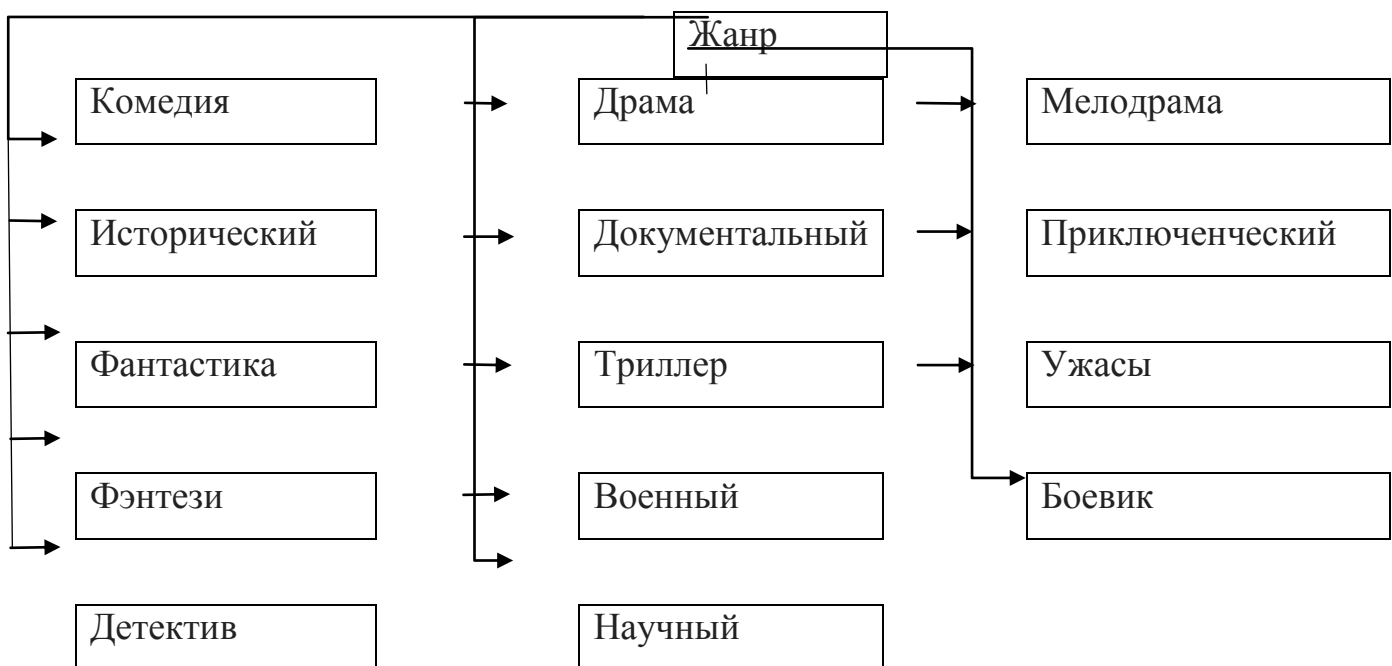 Жанр
Комедия
Драма
Мелодрама
Исторический
Документальный
Приключенческий
Фантастика
Триллер
Ужасы
Фэнтези
Военный
Боевик
Детектив
Научный